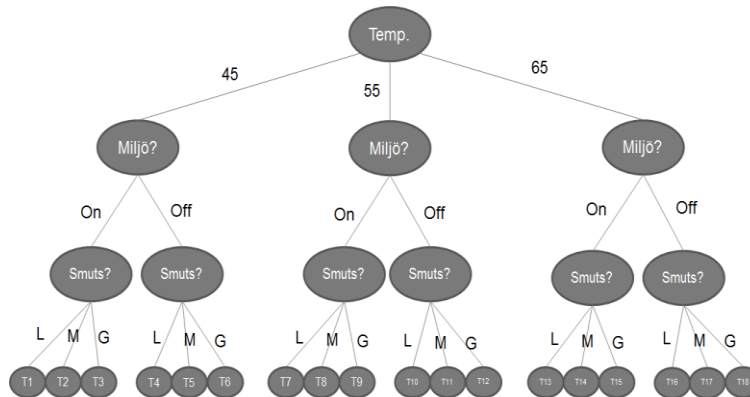 Temp.
45
55
65
Miljö?
Miljö?
Miljö?
On
Off
On
Off
On
Off
Smuts?
Smuts?
Smuts?
Smuts?
Smuts?
Smuts?
L
M
G
L
M
G
L
M
G
L
M
G
L
M
G
L
M
G
T1
T2
T3
T4
T5
T6
T7
T8
T9
T10
T11
T12
T13
T14
T15
T16
T17
T18